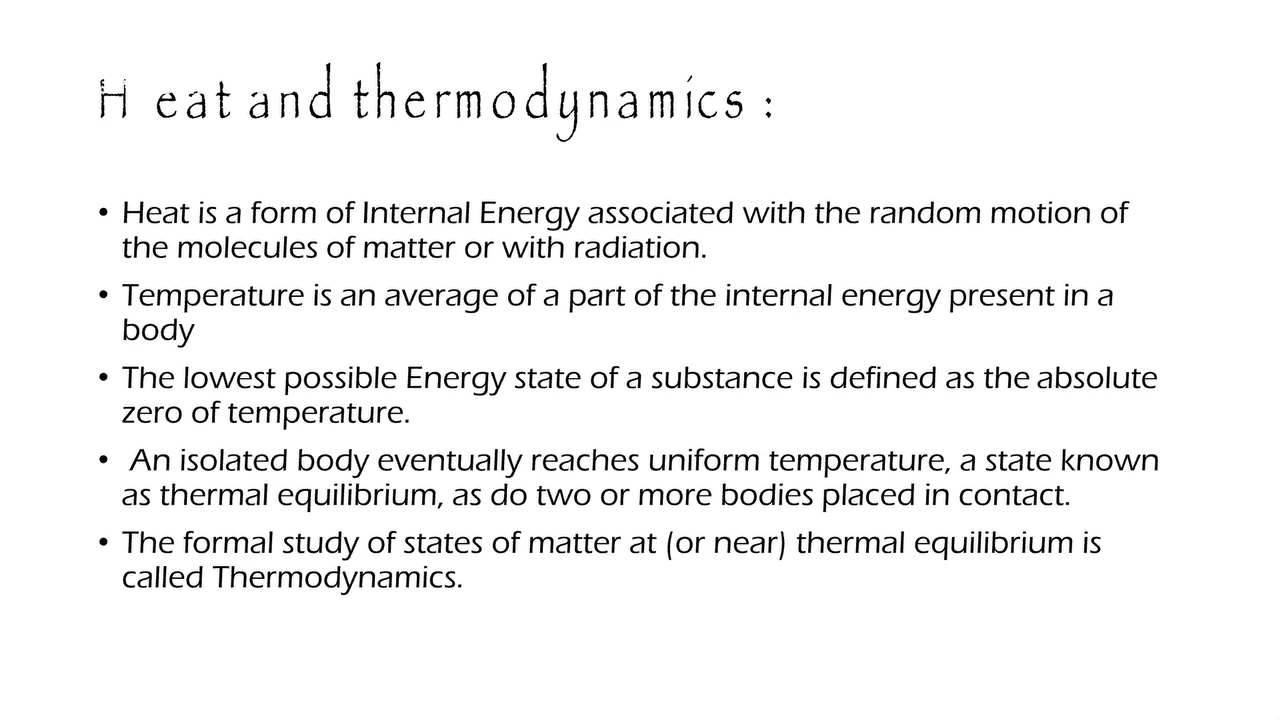 Heat and thermodynamics :
• Heat is a form of Internal Energy associated with the random motion of
the molecules of matter or with radiation.
• Temperature is an average of a part of the internal energy present in a
body
• The lowest possible Energy state of a substance is defined as the absolute
zero of temperature.
• An isolated body eventually reaches uniform temperature, a state known
as thermal equilibrium, as do two or more bodies placed in contact.
• The formal study of states of matter at (or near) thermal equilibrium is
called Thermodynamics.